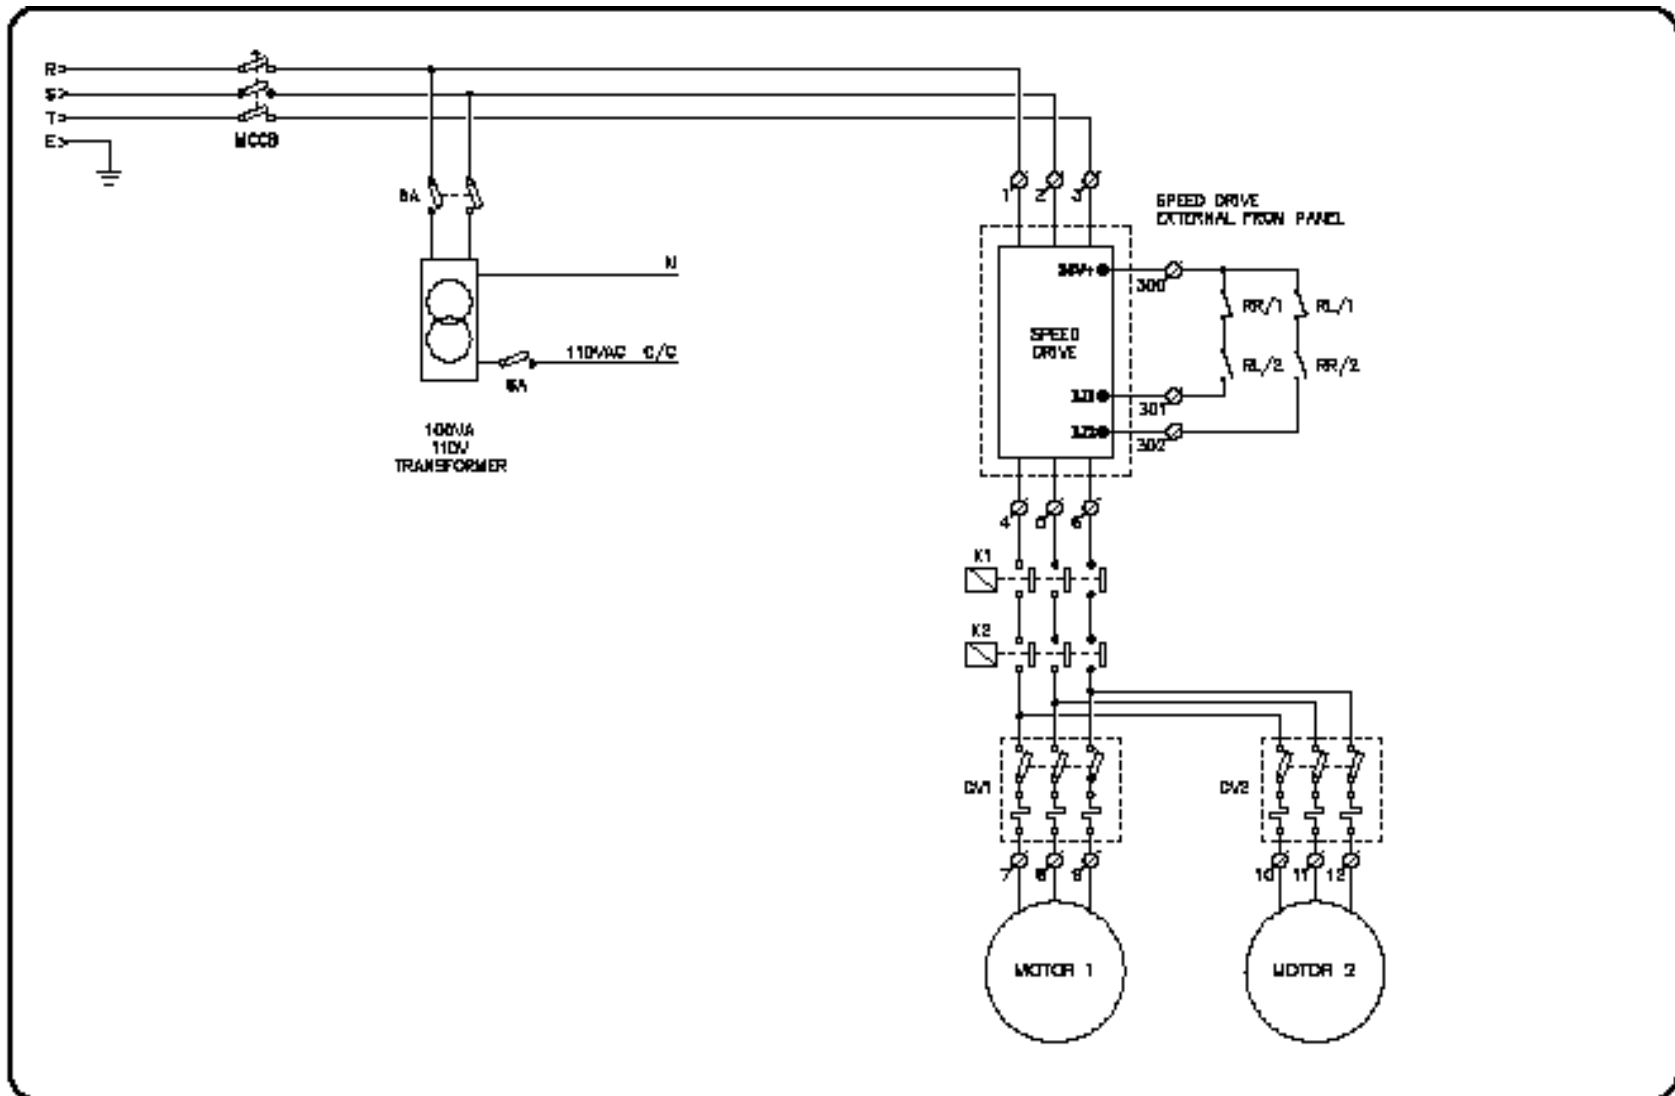 R
S
T
E
MCCB
6A
1
2
3
SPEED DRIVE
EXTERNAL FROM PANEL
N
300
RR/1
RL/1
SPEED
DRIVE
110VAC C/C
6A
RL/2
RR/2
301
302
100VA
110V
TRANSFORMER
4
5
6
K1
K2
7
8
9
10
11
12
MOTOR 1
MOTOR 2